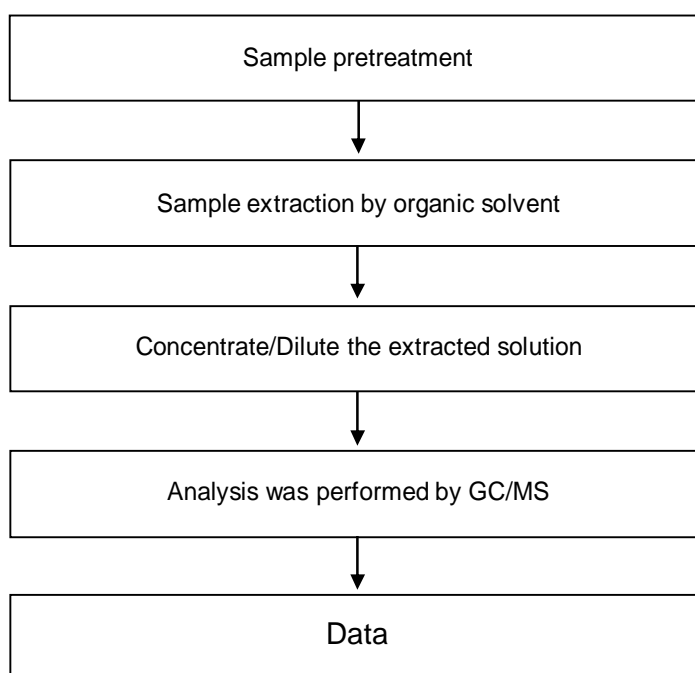 Sample pretreatment
Sample extraction by organic solvent
Concentrate/Dilute the extracted solution
Analysis was performed by GC/MS
Data